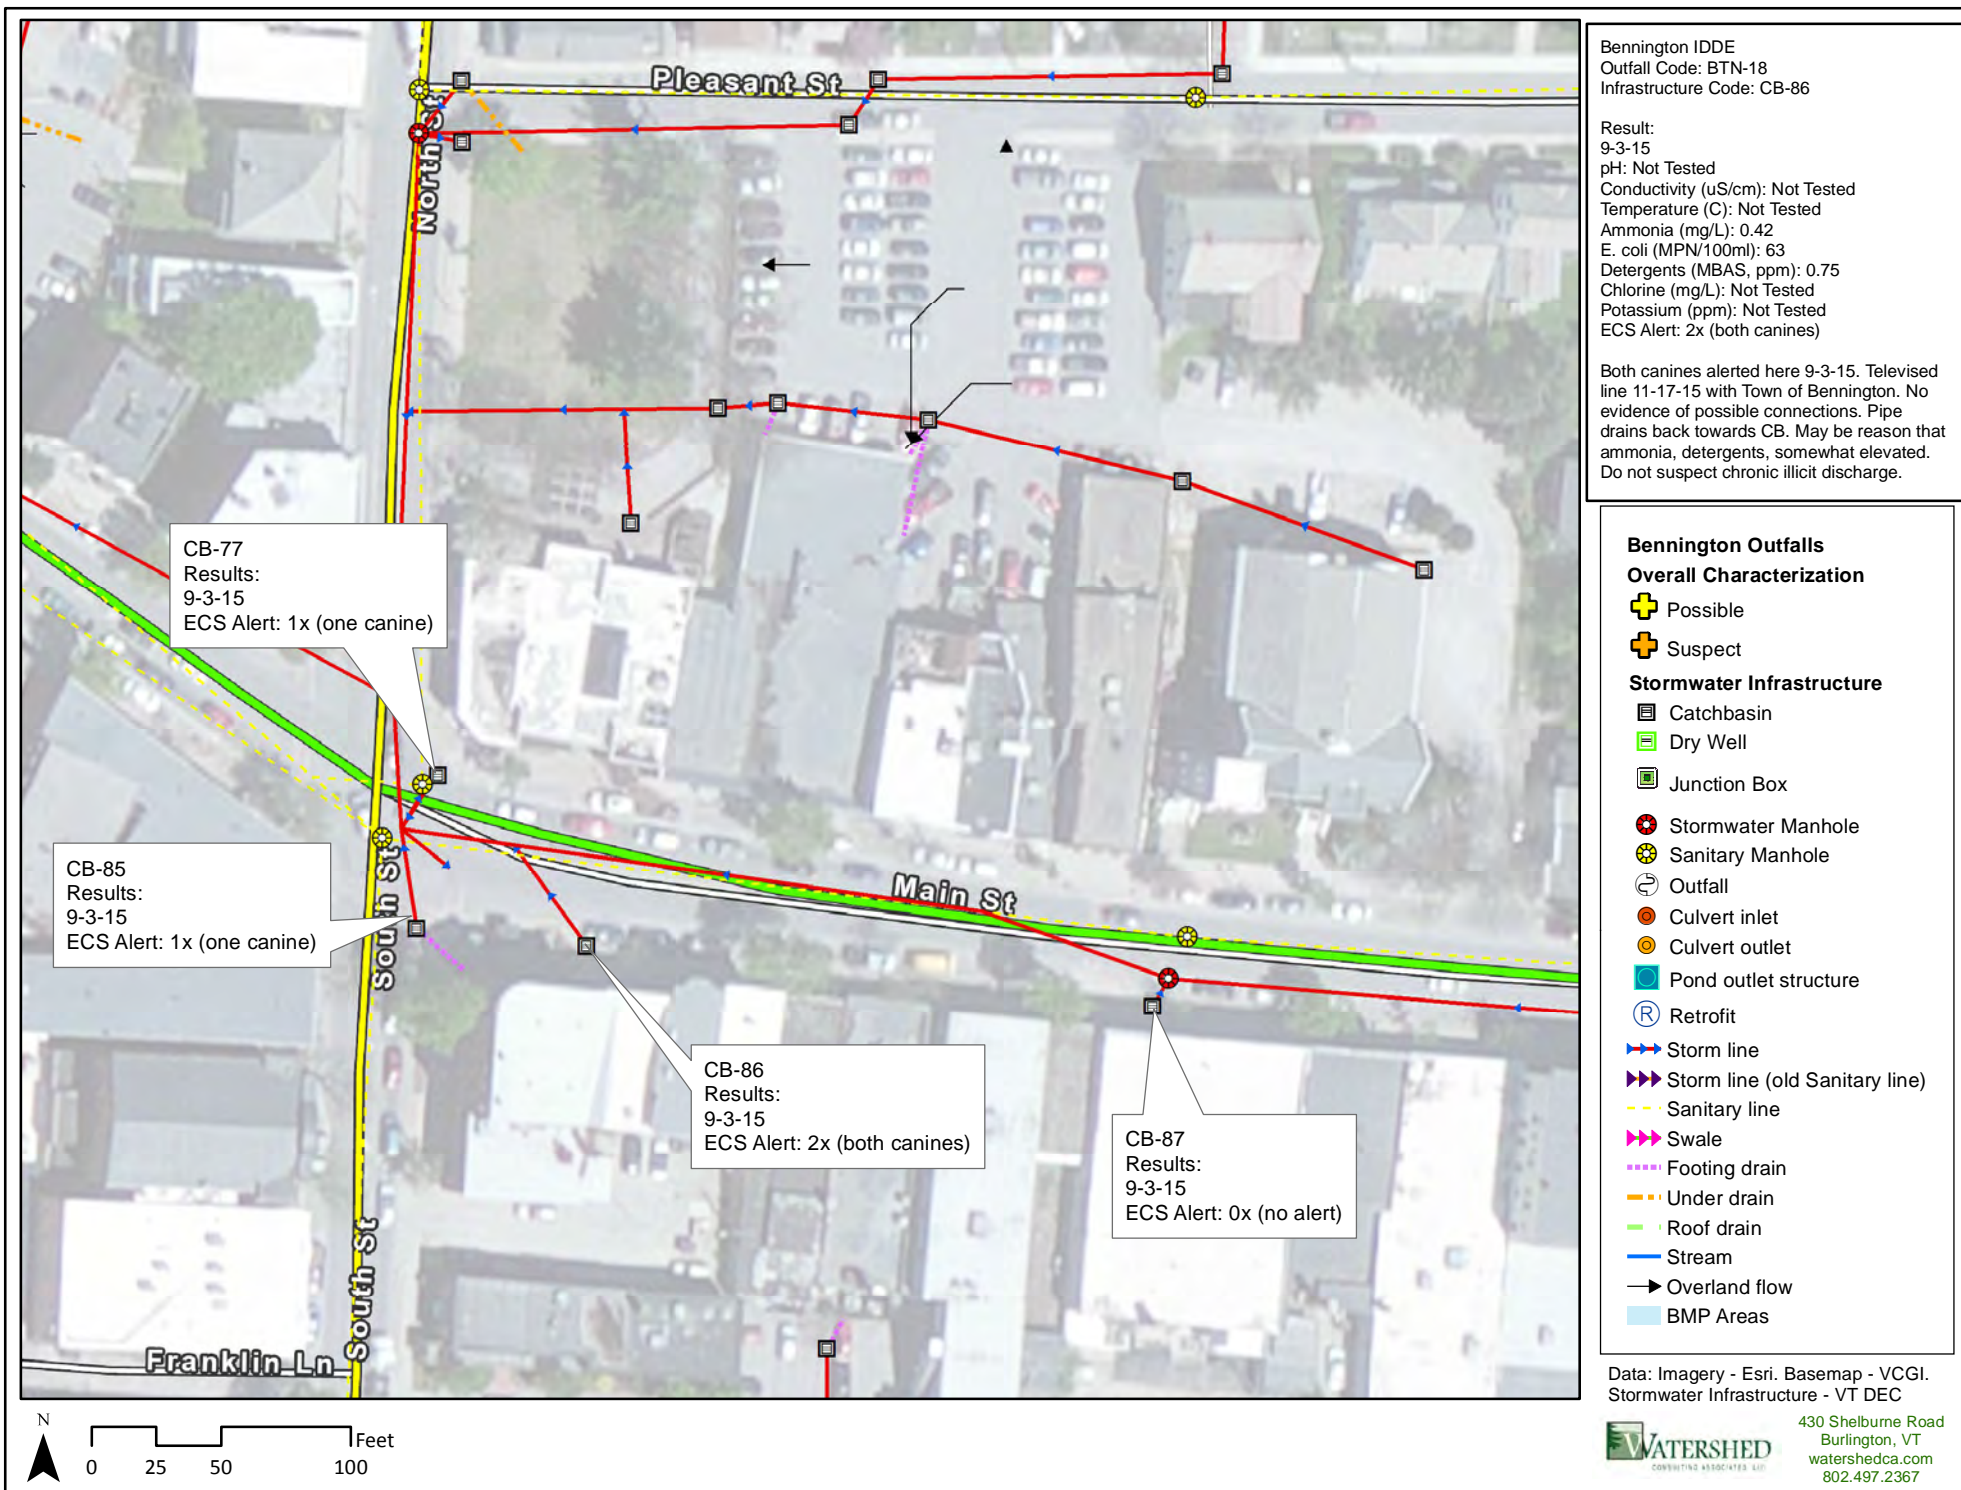 Pleasant St
North St
CB-77
Results:
9-3-15
ECS Alert: 1x (one canine)
CB-85
Results:
9-3-15
ECS Alert: 1x (one canine)
South St
Main St
CB-86
Results:
9-3-15
ECS Alert: 2x (both canines)
CB-87
Results:
9-3-15
ECS Alert: 0x (no alert)
South St
Franklin Ln
N
Feet
0 25 50 100
Bennington IDDE
Outfall Code: BTN-18
Infrastructure Code: CB-86
Result:
9-3-15
pH: Not Tested
Conductivity (uS/cm): Not Tested
Temperature (C): Not Tested
Ammonia (mg/L): 0.42
E. coli (MPN/100ml): 63
Detergents (MBAS, ppm): 0.75
Chlorine (mg/L): Not Tested
Potassium (ppm): Not Tested
ECS Alert: 2x (both canines)
Both canines alerted here 9-3-15. Televised
line 11-17-15 with Town of Bennington. No
evidence of possible connections. Pipe
drains back towards CB. May be reason that
ammonia, detergents, somewhat elevated.
Do not suspect chronic illicit discharge.
Bennington Outfalls
Overall Characterization
Possible
Suspect
Stormwater Infrastructure
Catchbasin
Dry Well
Junction Box
Stormwater Manhole
Sanitary Manhole
Outfall
Culvert inlet
Culvert outlet
Pond outlet structure
R Retrofit
Storm line
Storm line (old Sanitary line)
Sanitary line
Swale
Footing drain
Under drain
Roof drain
Stream
Overland flow
BMP Areas
Data: Imagery - Esri. Basemap - VCGI.
Stormwater Infrastructure - VT DEC
WATERSHED
CONSULTING ASSOCIATES, LLC
430 Shelburne Road
Burlington, VT
watershedca.com
802.497.2367